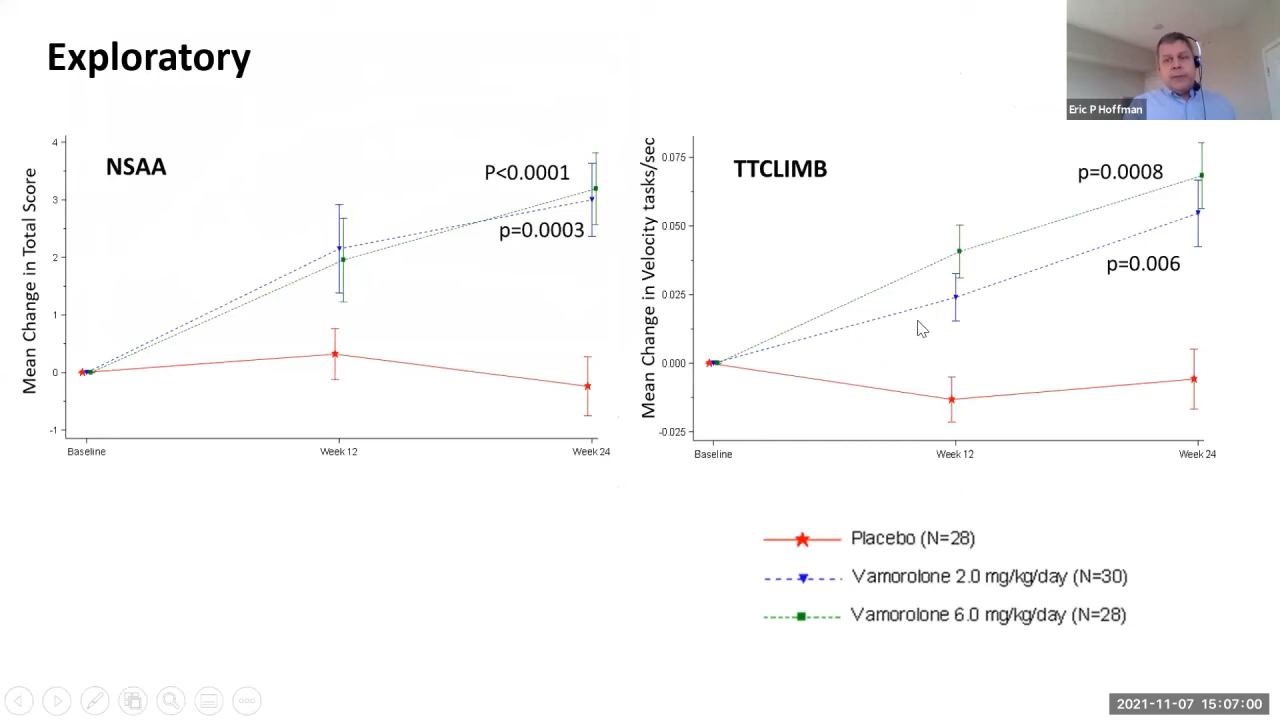 Exploratory
Eric P Hoffman
NSAA
Mean Change in Total Score
4
3
2
1
0
-1
P<0.0001
p=0.0003
Baseline
Week 12
Week 24
TTCLIMB
Mean Change in Velocity tasks/sec
0.075
0.050
0.025
0.000
-0.025
p=0.0008
p=0.006
Baseline
Week 12
Week 24
Placebo (N=28)
Vamorolone 2.0 mg/kg/day (N=30)
Vamorolone 6.0 mg/kg/day (N=28)
2021-11-07 15:07:00